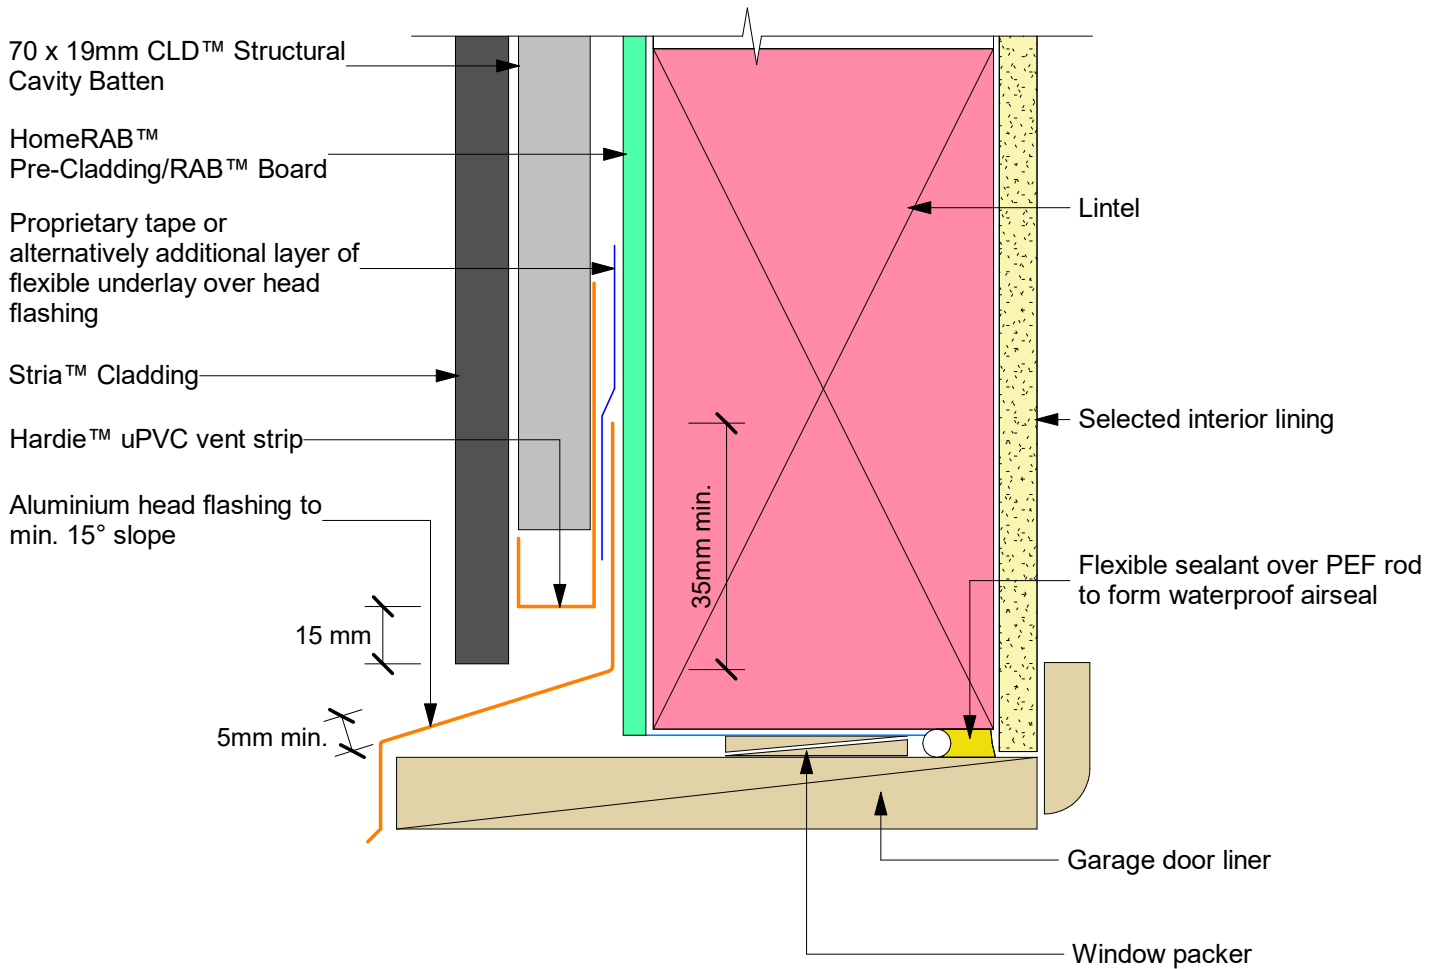 70 x 19mm CLD™ Structural
Cavity Batten
HomeRAB™
Pre-Cladding/RAB™ Board
Proprietary tape or
alternatively additional layer of
flexible underlay over head
flashing
Stria™ Cladding
Hardie™ uPVC vent strip
Aluminium head flashing to
min. 15° slope
15 mm
5mm min.
35mm min.
Lintel
Selected interior lining
Flexible sealant over PEF rod
to form waterproof airseal
Garage door liner
Window packer